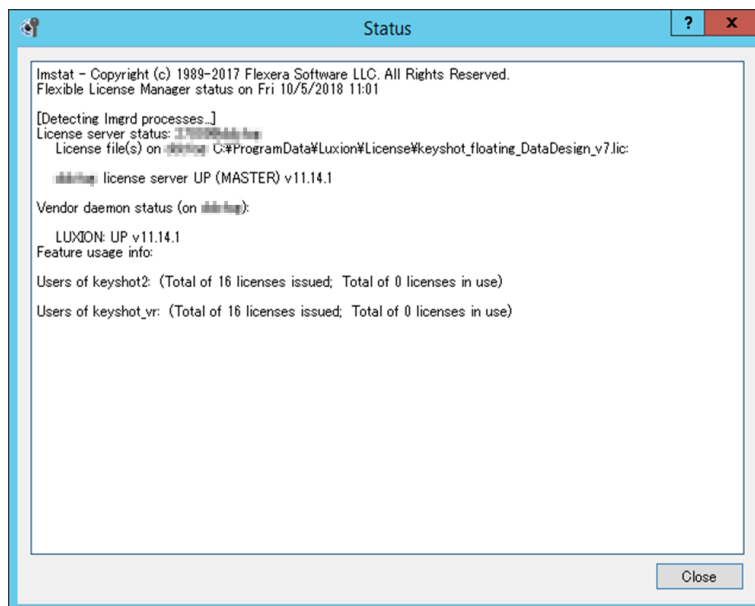 Status
? x
lmstat - Copyright (c) 1989-2017 Flexera Software LLC. All Rights Reserved.
Flexible License Manager status on Fri 10/5/2018 11:01
[Detecting lmgrd processes...]
License server status:
License file(s) on C:¥ProgramData¥Luxion¥License¥keyshot_floating_DataDesign_v7.lic:
license server UP (MASTER) v11.14.1
Vendor daemon status (on ):
LUXION: UP v11.14.1
Feature usage info:
Users of keyshot2: (Total of 16 licenses issued; Total of 0 licenses in use)
Users of keyshot_vr: (Total of 16 licenses issued; Total of 0 licenses in use)
Close